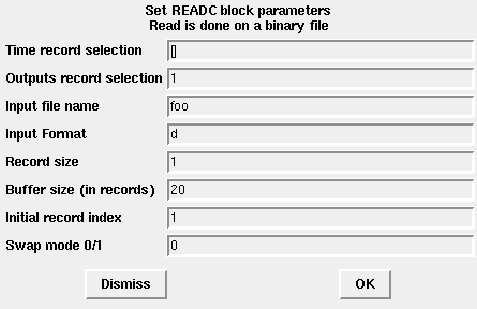 Set READC block parameters
Read is done on a binary file
Time record selection []
Outputs record selection 1
Input file name foo
Input Format d
Record size 1
Buffer size (in records) 20
Initial record index 1
Swap mode 0/1 0
Dismiss OK